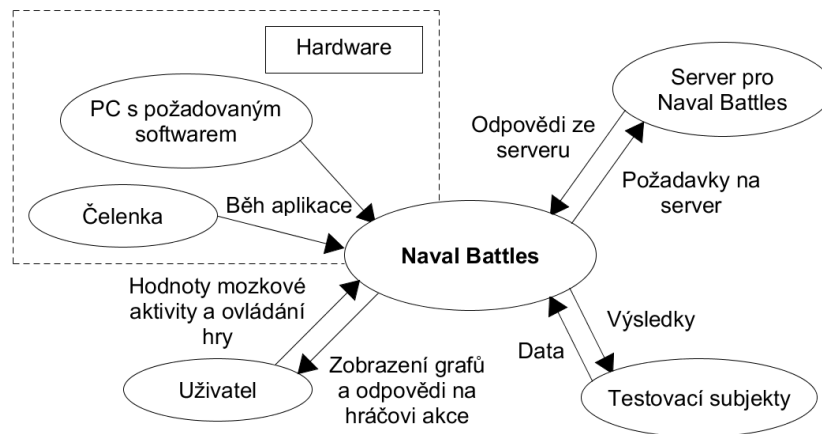 Hardware
PC s požadovaným
softwarem
Čelenka
Běh aplikace
Server pro
Naval Battles
Odpovědi ze
serveru
Požadavky na
server
Naval Battles
Hodnoty mozkové
aktivity a ovládání
hry
Uživatel
Zobrazení grafů
a odpovědi na
hráčovi akce
Výsledky
Data
Testovací subjekty